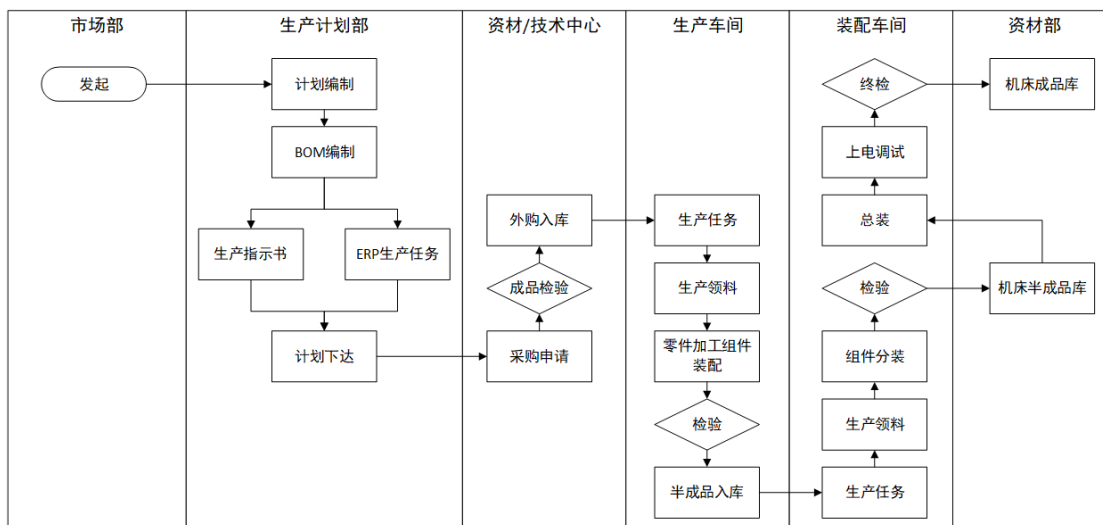 市场部
生产计划部
资材/技术中心
生产车间
装配车间
资材部
发起
计划编制
BOM编制
生产指示书
ERP生产任务
计划下达
外购入库
成品检验
采购申请
生产任务
生产领料
零件加工组件
装配
检验
半成品入库
终检
上电调试
总装
检验
组件分装
生产领料
生产任务
机床成品库
机床半成品库